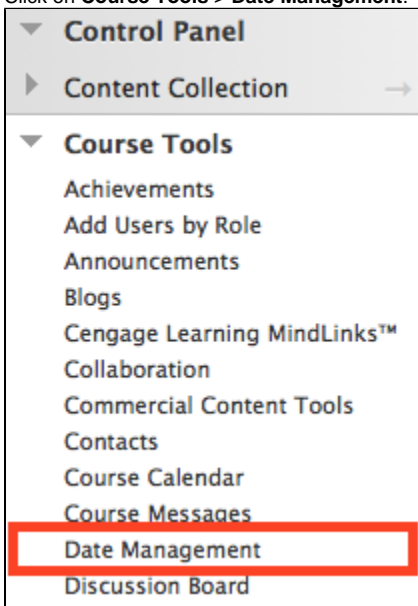 Click on Course Tools > Date Management.
Control Panel
Content Collection
Course Tools
Achievements
Add Users by Role
Announcements
Blogs
Cengage Learning MindLinks™
Collaboration
Commercial Content Tools
Contacts
Course Calendar
Course Messages
Date Management
Discussion Board